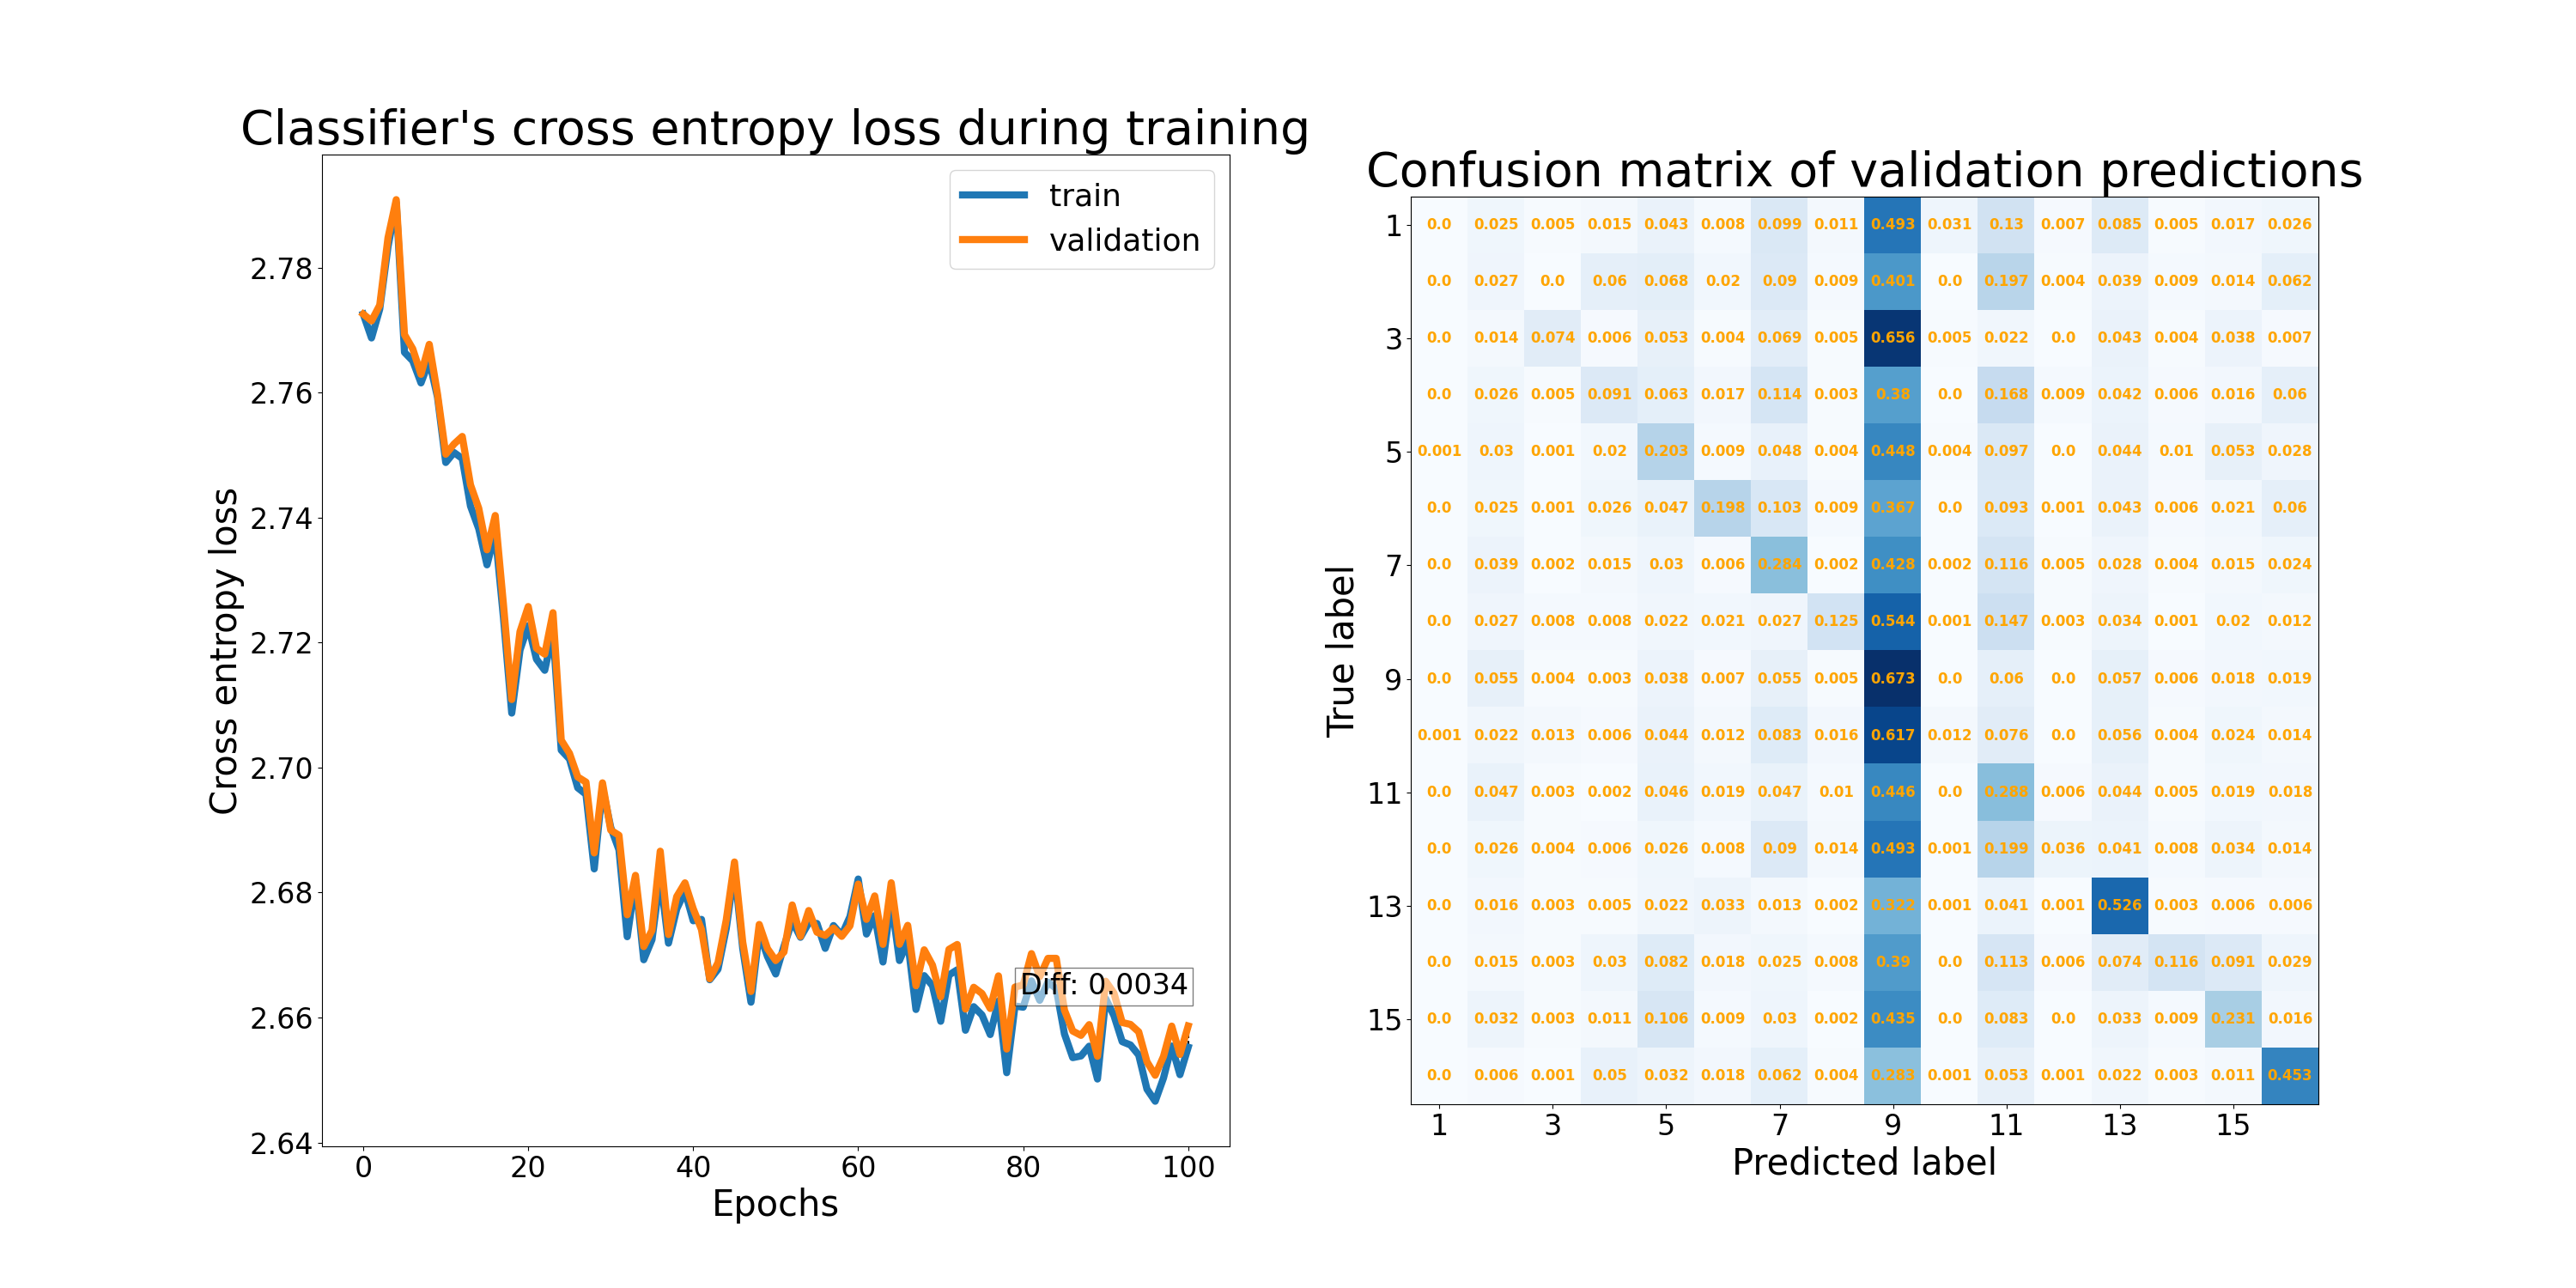 Classifier's cross entropy loss during training
train
validation
2.78
2.76
2.74
2.72
2.70
2.68
2.66
2.64
Cross entropy loss
Diff: 0.0034
0 20 40 60 80 100
Epochs
Confusion matrix of validation predictions
1 0.0 0.025 0.005 0.015 0.043 0.008 0.099 0.011 0.493 0.031 0.13 0.007 0.085 0.005 0.017 0.026
0.0 0.027 0.0 0.06 0.068 0.02 0.09 0.009 0.401 0.0 0.197 0.004 0.039 0.009 0.014 0.062
3 0.0 0.014 0.074 0.006 0.053 0.004 0.069 0.005 0.656 0.005 0.022 0.0 0.043 0.004 0.038 0.007
0.0 0.026 0.005 0.091 0.063 0.017 0.114 0.003 0.38 0.0 0.168 0.009 0.042 0.006 0.016 0.06
5 0.001 0.03 0.001 0.02 0.203 0.009 0.048 0.004 0.448 0.004 0.097 0.0 0.044 0.01 0.053 0.028
0.0 0.025 0.001 0.026 0.047 0.198 0.103 0.009 0.367 0.0 0.093 0.001 0.043 0.006 0.021 0.06
7 0.0 0.039 0.002 0.015 0.03 0.006 0.284 0.002 0.428 0.002 0.116 0.005 0.028 0.004 0.015 0.024
0.0 0.027 0.008 0.008 0.022 0.021 0.027 0.125 0.544 0.001 0.147 0.003 0.034 0.001 0.02 0.012
9 0.0 0.055 0.004 0.003 0.038 0.007 0.055 0.005 0.673 0.0 0.06 0.0 0.057 0.006 0.018 0.019
0.001 0.022 0.013 0.006 0.044 0.012 0.083 0.016 0.617 0.012 0.076 0.0 0.056 0.004 0.024 0.014
11 0.0 0.047 0.003 0.002 0.046 0.019 0.047 0.01 0.446 0.0 0.288 0.006 0.044 0.005 0.019 0.018
0.0 0.026 0.004 0.006 0.026 0.008 0.09 0.014 0.493 0.001 0.199 0.036 0.041 0.008 0.034 0.014
13 0.0 0.016 0.003 0.005 0.022 0.033 0.013 0.002 0.322 0.001 0.041 0.001 0.526 0.003 0.006 0.006
0.0 0.015 0.003 0.03 0.082 0.018 0.025 0.008 0.39 0.0 0.113 0.006 0.074 0.116 0.091 0.029
15 0.0 0.032 0.003 0.011 0.106 0.009 0.03 0.002 0.435 0.0 0.083 0.0 0.033 0.009 0.231 0.016
0.0 0.006 0.001 0.05 0.032 0.018 0.062 0.004 0.283 0.001 0.053 0.001 0.022 0.003 0.011 0.453
True label
1 3 5 7 9 11 13 15
Predicted label